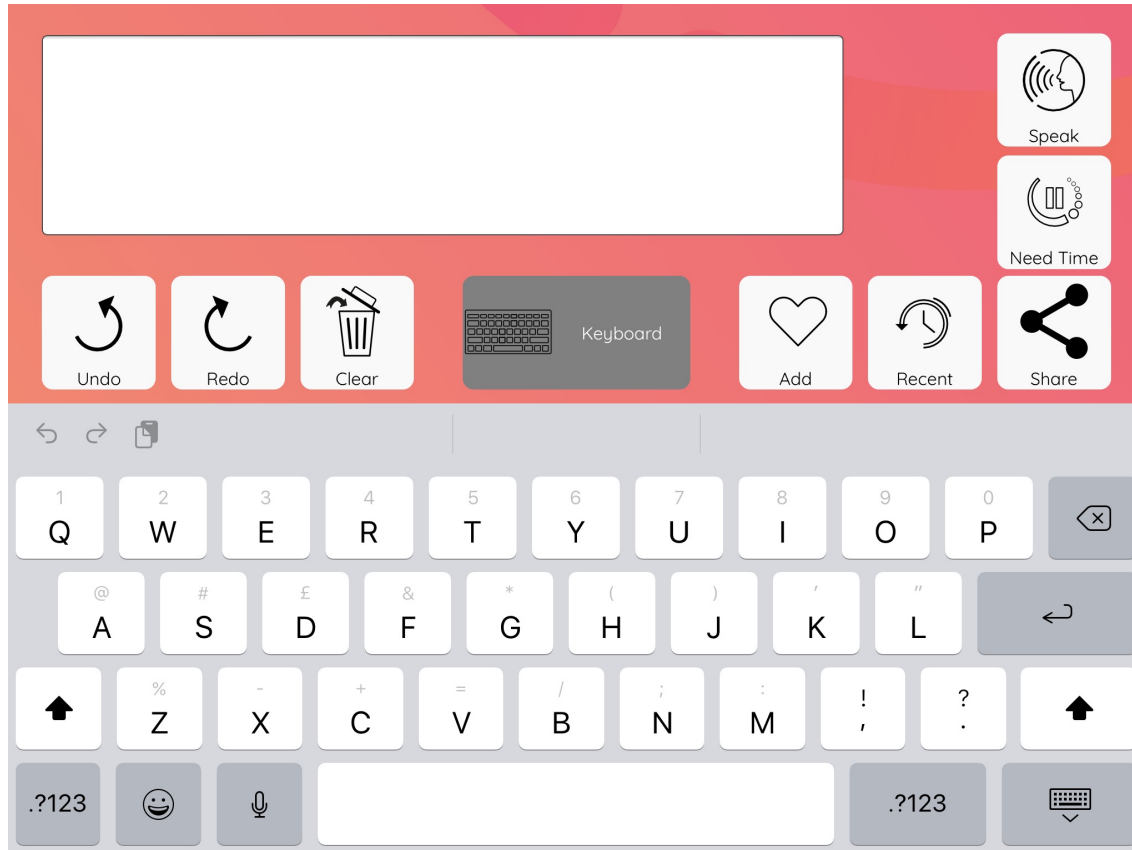 Speak
Need Time
Undo Redo Clear Keyboard Add Recent Share
1 2 3 4 5 6 7 8 9 0
Q W E R T Y U I O P
@ # £ & * ( ) ' "
A S D F G H J K L
% - + = / ; : ! ?
Z X C V B N M , .
.?123 .?123